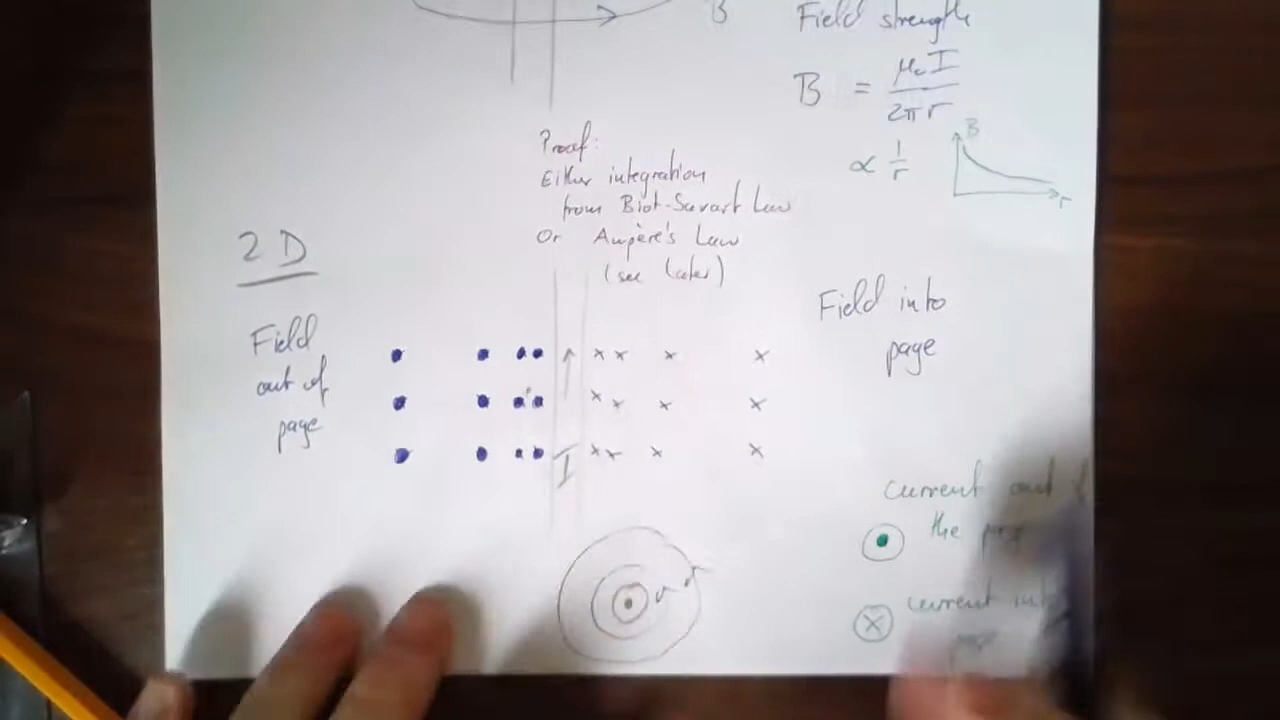 B
Field strength
B = μ₀I / 2πr
∝ 1/r
B
r
Proof:
Either integration
from Biot-Savart Law
Or Ampère's Law
(see later)
2D
Field
out of
page
I
Field into
page
current out
the
current